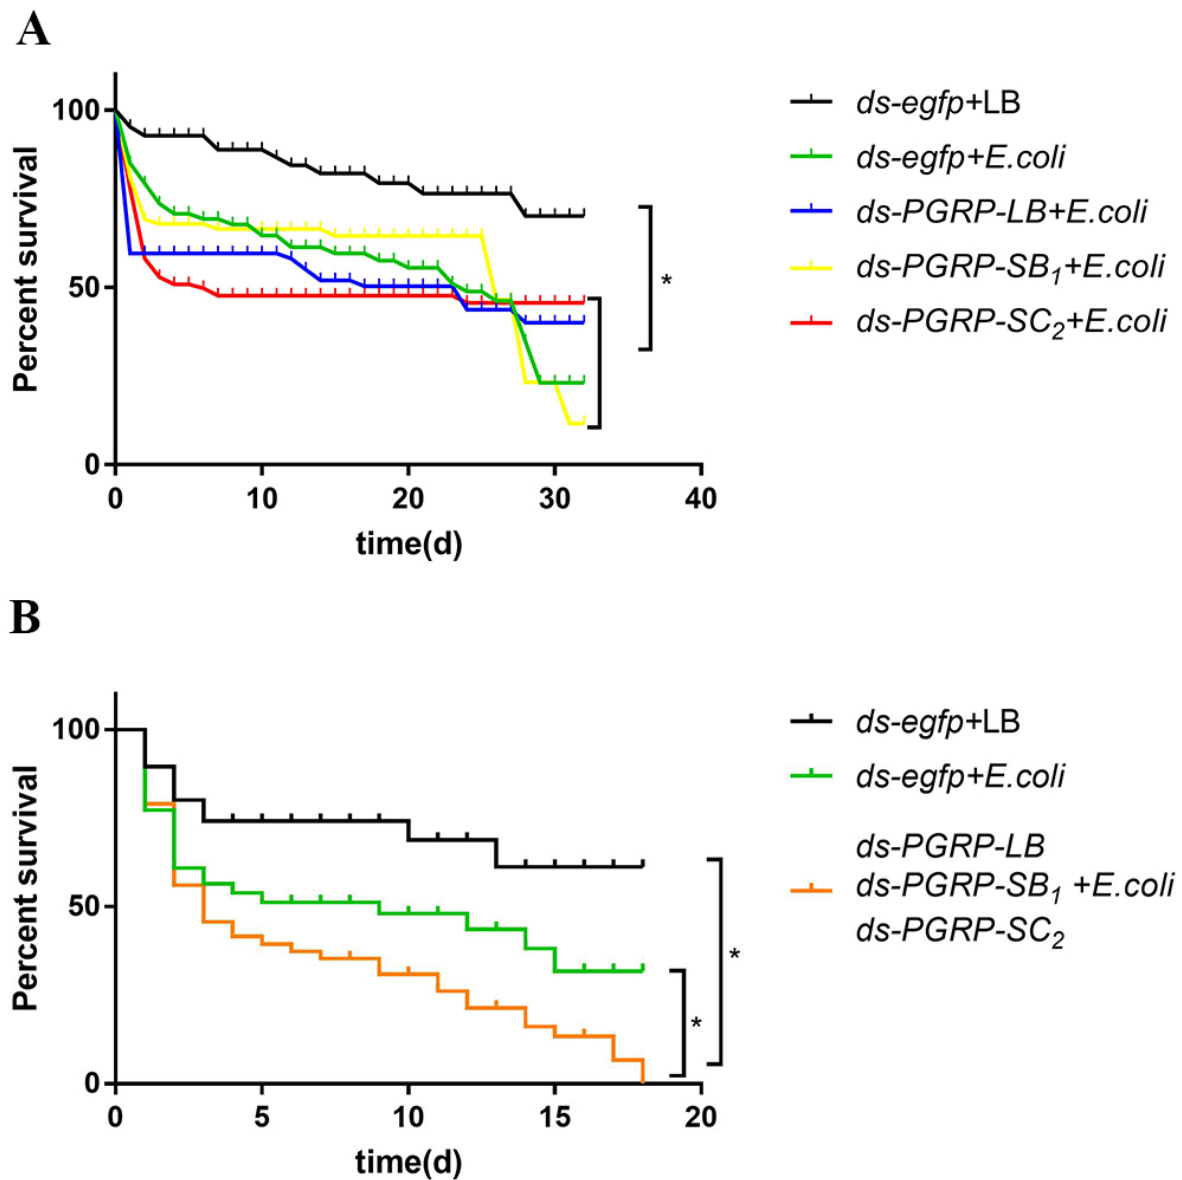 A
Percent survival
100
50
0
0 10 20 30 40
time(d)
*
ds-egfp+LB
ds-egfp+E.coli
ds-PGRP-LB+E.coli
ds-PGRP-SB1+E.coli
ds-PGRP-SC2+E.coli
B
Percent survival
100
50
0
0 5 10 15 20
time(d)
*
*
ds-egfp+LB
ds-egfp+E.coli
ds-PGRP-LB
ds-PGRP-SB1 +E.coli
ds-PGRP-SC2